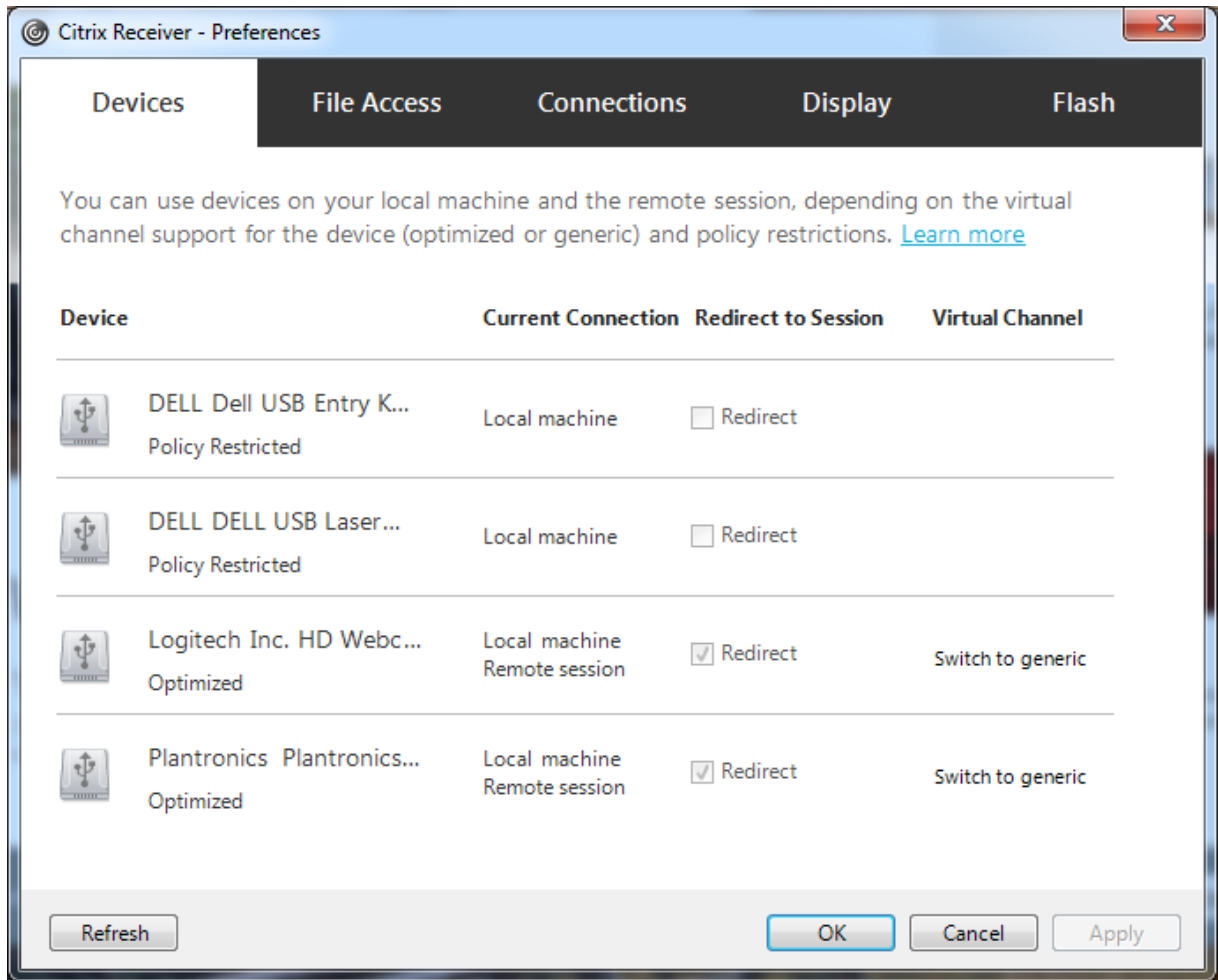 Citrix Receiver - Preferences
Devices File Access Connections Display Flash
You can use devices on your local machine and the remote session, depending on the virtual
channel support for the device (optimized or generic) and policy restrictions. Learn more
Device Current Connection Redirect to Session Virtual Channel
DELL Dell USB Entry K...
Policy Restricted
Local machine
Redirect
DELL DELL USB Laser...
Policy Restricted
Local machine
Redirect
Logitech Inc. HD Webc...
Optimized
Local machine
Remote session
Redirect
Switch to generic
Plantronics Plantronics...
Optimized
Local machine
Remote session
Redirect
Switch to generic
Refresh OK Cancel Apply